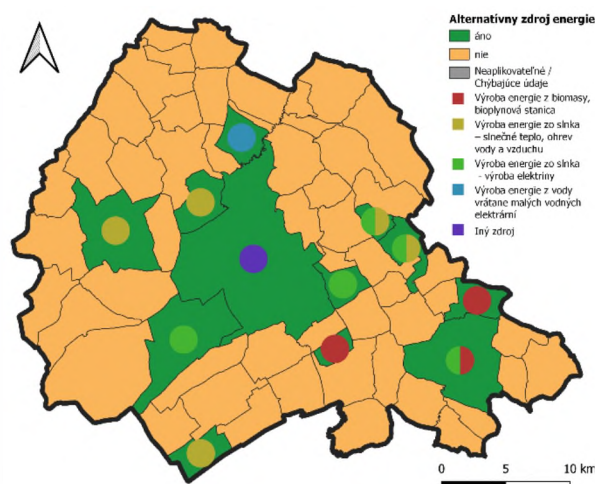 Alternatívny zdroj energie
áno
nie
Neaplikovateľné /
Chýbajúce údaje
Výroba energie z biomasy,
bioplynová stanica
Výroba energie zo slnka
– slnečné teplo, ohrev
vody a vzduchu
Výroba energie zo slnka
- výroba elektriny
Výroba energie z vody
vrátane malých vodných
elektrární
Iný zdroj
0 5 10 km